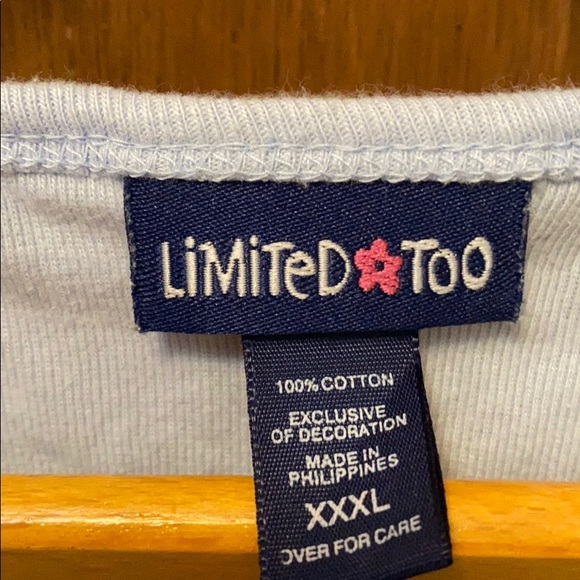 LiMiTeD TOO
100% COTTON
EXCLUSIVE
OF DECORATION
MADE IN
PHILIPPINES
XXXL
OVER FOR CARE